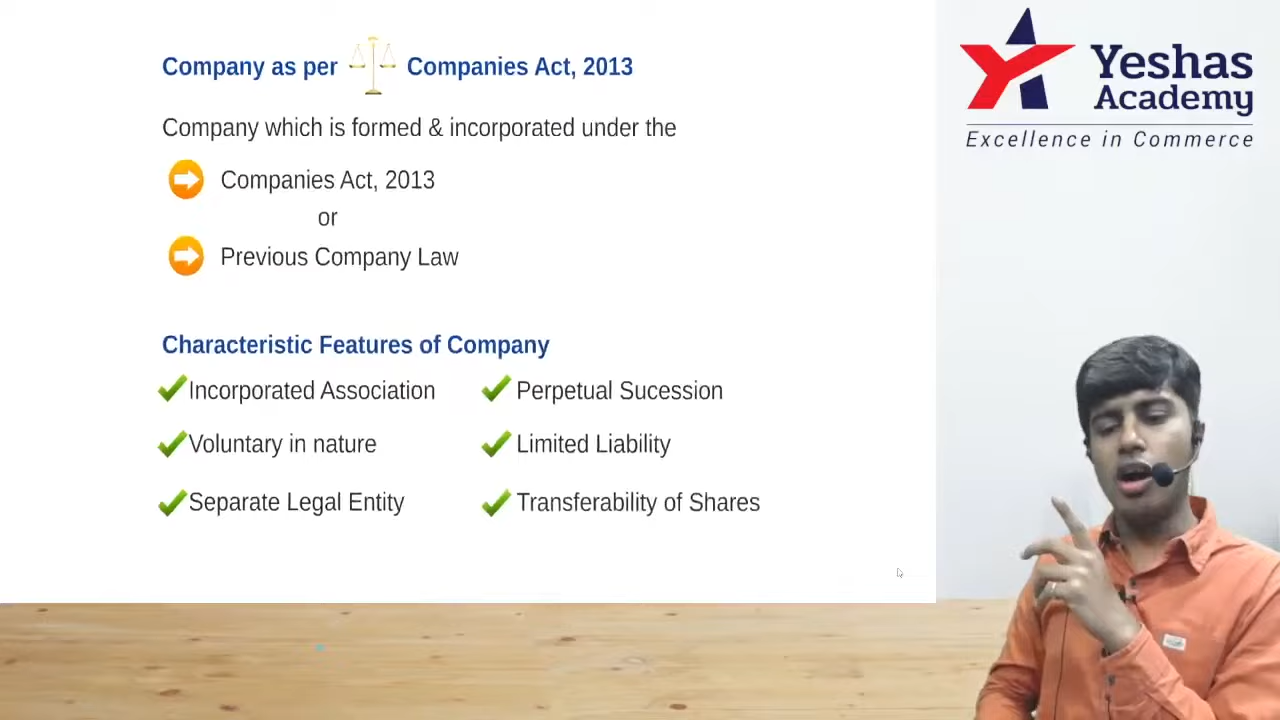 Company as per Companies Act, 2013
Company which is formed & incorporated under the
Companies Act, 2013
or
Previous Company Law
Characteristic Features of Company
Incorporated Association
Perpetual Sucession
Voluntary in nature
Limited Liability
Separate Legal Entity
Transferability of Shares
Yeshas
Academy
Excellence in Commerce